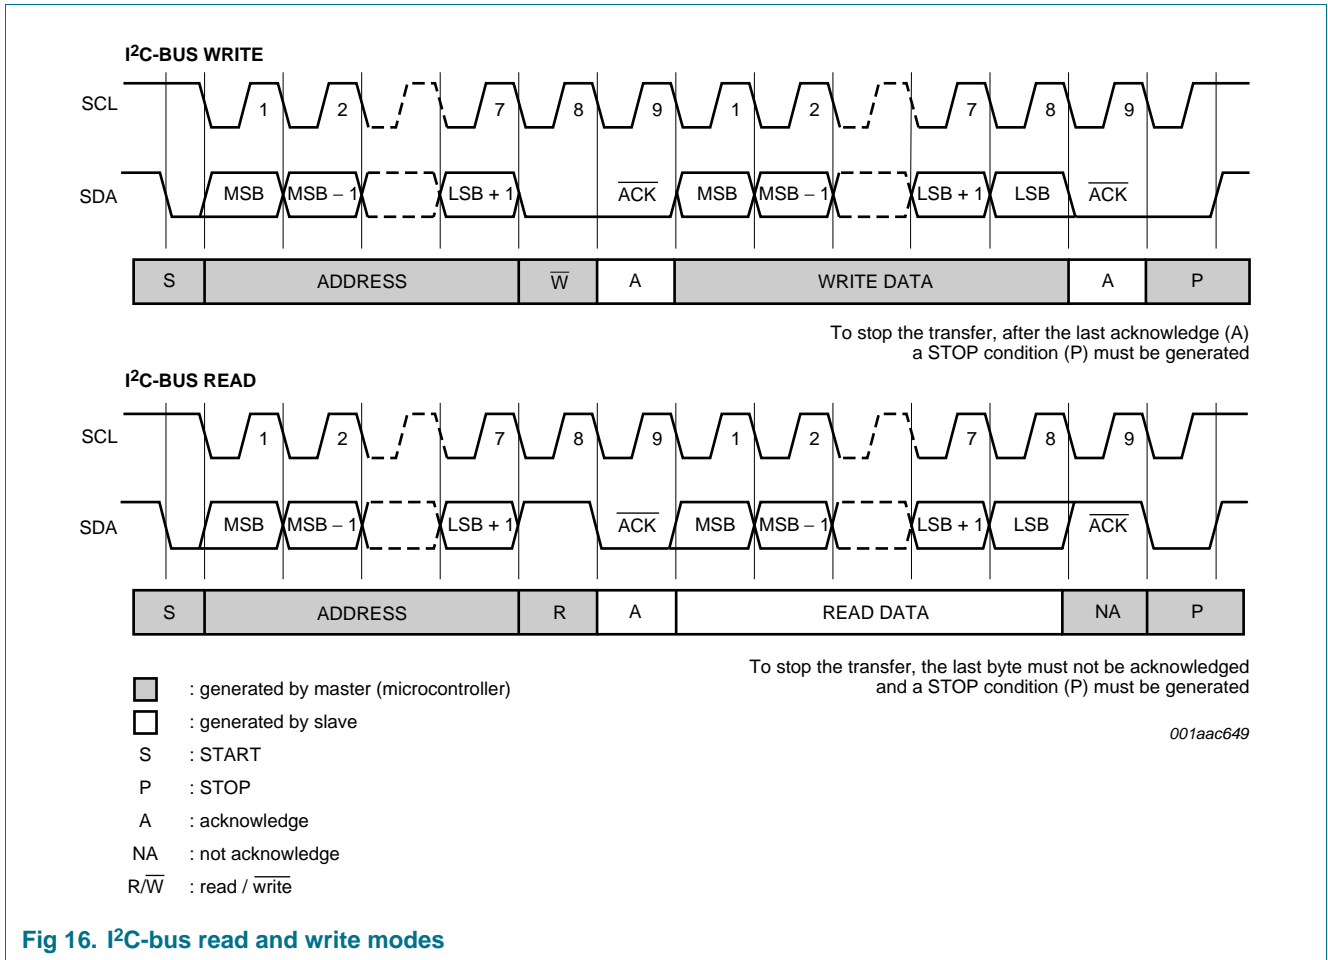 I2C-BUS WRITE
SCL 1 2 7 8 9 1 2 7 8 9
SDA MSB MSB − 1 LSB + 1 ACK MSB MSB − 1 LSB + 1 LSB ACK
S ADDRESS W A WRITE DATA A P
To stop the transfer, after the last acknowledge (A)
a STOP condition (P) must be generated
I2C-BUS READ
SCL 1 2 7 8 9 1 2 7 8 9
SDA MSB MSB − 1 LSB + 1 ACK MSB MSB − 1 LSB + 1 LSB ACK
S ADDRESS R A READ DATA NA P
To stop the transfer, the last byte must not be acknowledged
and a STOP condition (P) must be generated
: generated by master (microcontroller)
: generated by slave
001aac649
S : START
P : STOP
A : acknowledge
NA : not acknowledge
R/W : read / write
Fig 16. I2C-bus read and write modes